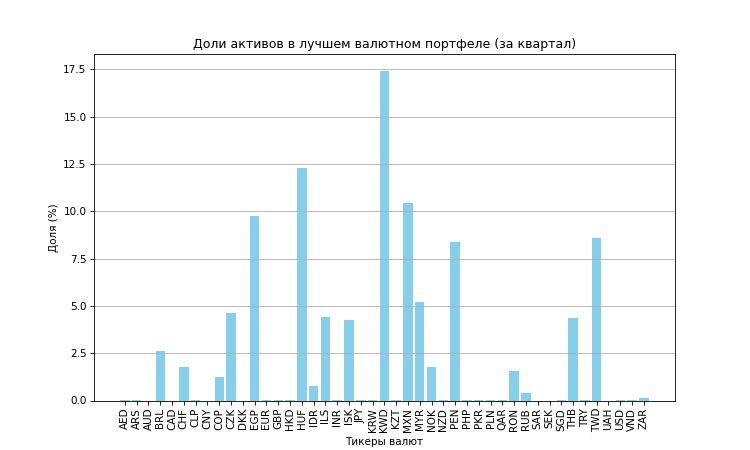 Доли активов в лучшем валютном портфеле (за квартал)
17.5
15.0
12.5
10.0
7.5
5.0
2.5
0.0
Доля (%)
AED ARS AUD BRL CAD CHF CLP CNY COP CZK DKK EGP EUR GBP HKD HUF IDR ILS INR ISK JPY KRW KWD KZT MXN MYR NOK NZD PEN PHP PKR PLN QAR RON RUB SAR SEK SGD THB TRY TWD UAH USD VND ZAR
Тикеры валют